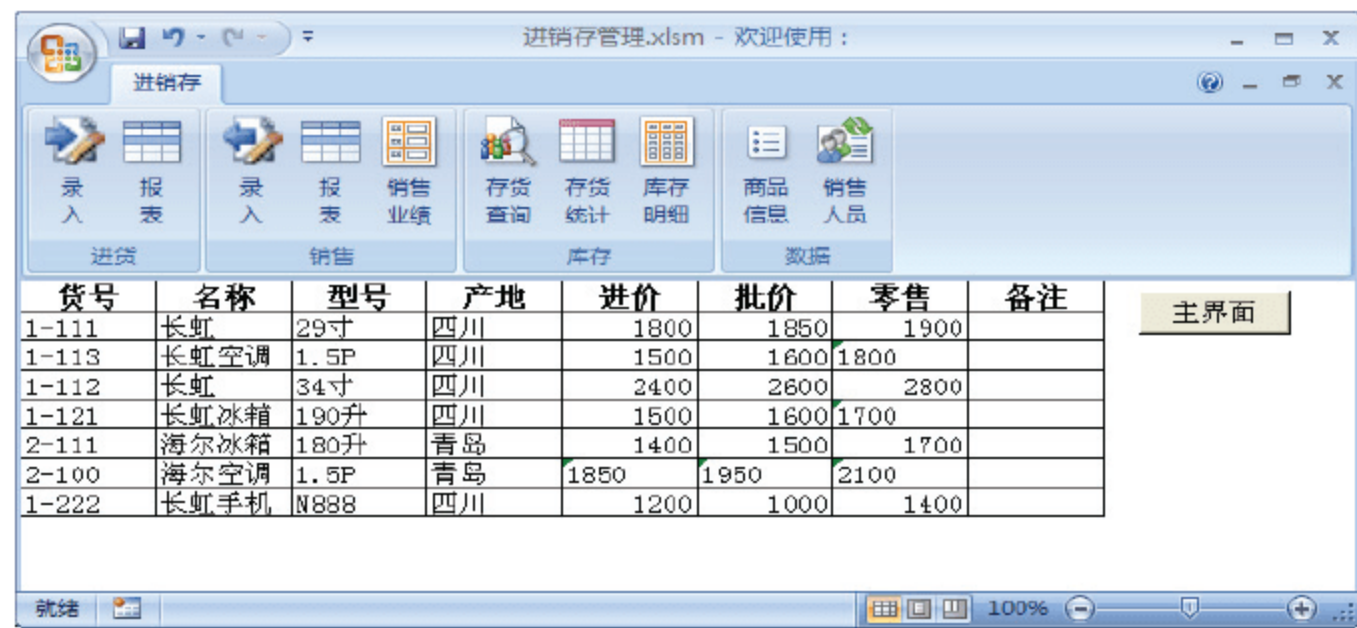 进销存管理.xlsm - 欢迎使用：
进销存
录入 报表 录入 报表 销售业绩 存货查询 存货统计 库存明细 商品信息 销售人员
进货 销售 库存 数据
货号 名称 型号 产地 进价 批价 零售 备注 主界面
1-111 长虹 29寸 四川 1800 1850 1900
1-113 长虹空调 1.5P 四川 1500 1600 1800
1-112 长虹 34寸 四川 2400 2600 2800
1-121 长虹冰箱 190升 四川 1500 1600 1700
2-111 海尔冰箱 180升 青岛 1400 1500 1700
2-100 海尔空调 1.5P 青岛 1850 1950 2100
1-222 长虹手机 N888 四川 1200 1000 1400
就绪 100%